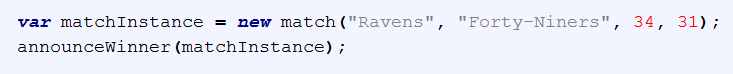 var matchInstance = new match("Ravens", "Forty-Niners", 34, 31);
announceWinner(matchInstance);